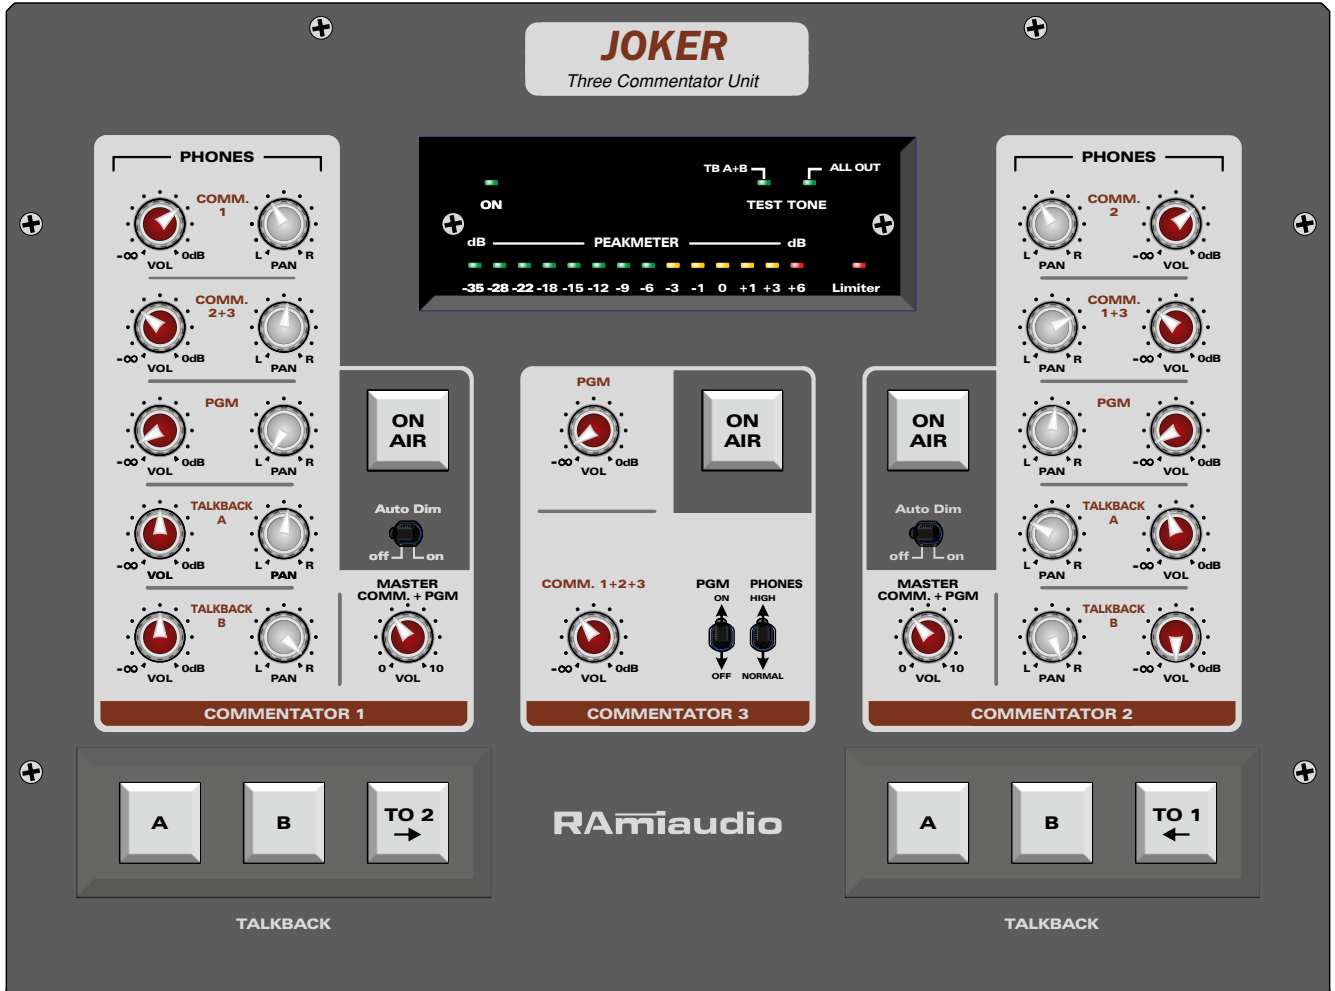 JOKER
Three Commentator Unit
PHONES
COMM.
1
-∞ VOL 0dB
L PAN R
COMM.
2+3
-∞ VOL 0dB
L PAN R
PGM
-∞ VOL 0dB
L PAN R
TALKBACK
A
-∞ VOL 0dB
L PAN R
TALKBACK
B
-∞ VOL 0dB
L PAN R
ON
AIR
Auto Dim
off on
MASTER
COMM. + PGM
0 VOL 10
COMMENTATOR 1
TB A+B ALL OUT
ON TEST TONE
dB PEAKMETER dB
-35 -28 -22 -18 -15 -12 -9 -6 -3 -1 0 +1 +3 +6 Limiter
PGM
-∞ VOL 0dB
ON
AIR
COMM. 1+2+3
-∞ VOL 0dB
PGM PHONES
ON HIGH
OFF NORMAL
COMMENTATOR 3
ON
AIR
Auto Dim
off on
MASTER
COMM. + PGM
0 VOL 10
PHONES
COMM.
2
L PAN R
-∞ VOL 0dB
COMM.
1+3
L PAN R
-∞ VOL 0dB
PGM
L PAN R
-∞ VOL 0dB
TALKBACK
A
L PAN R
-∞ VOL 0dB
TALKBACK
B
L PAN R
-∞ VOL 0dB
COMMENTATOR 2
A B TO 2 →
TALKBACK
RAmiaudio
A B TO 1 ←
TALKBACK